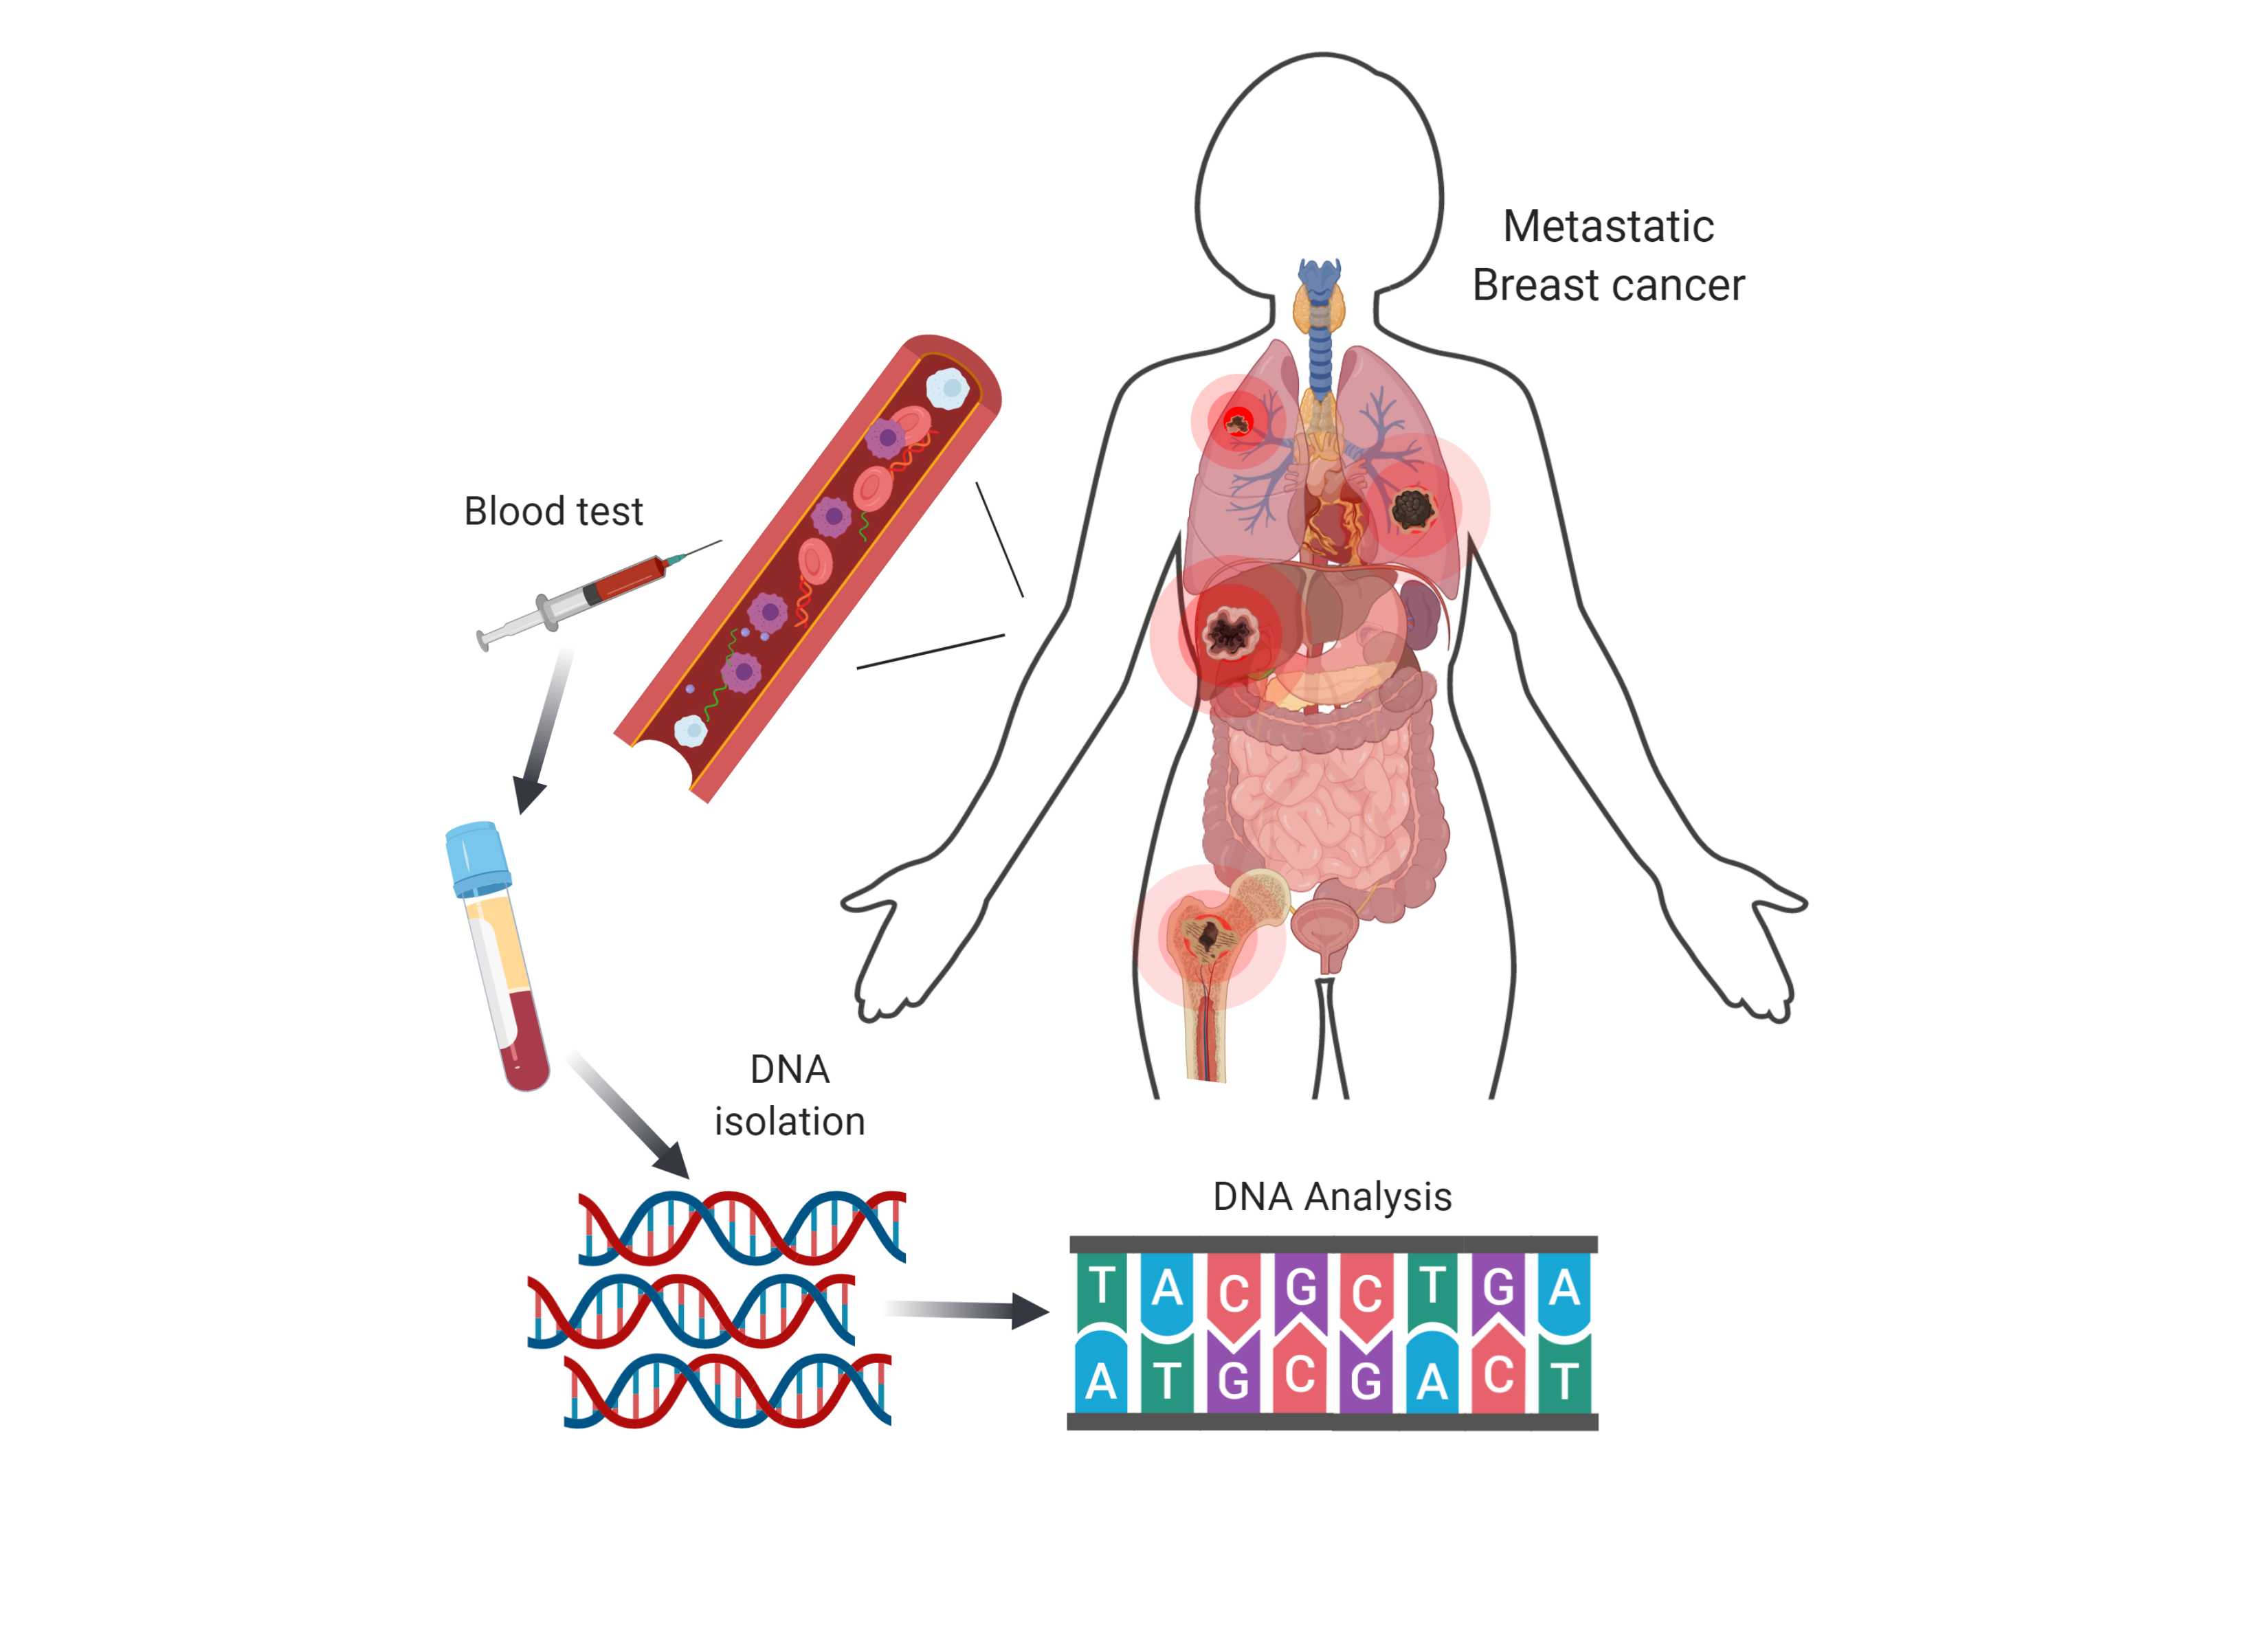 Metastatic
Breast cancer
Blood test
DNA
isolation
DNA Analysis
T A C G C T G A
A T G C G A C T